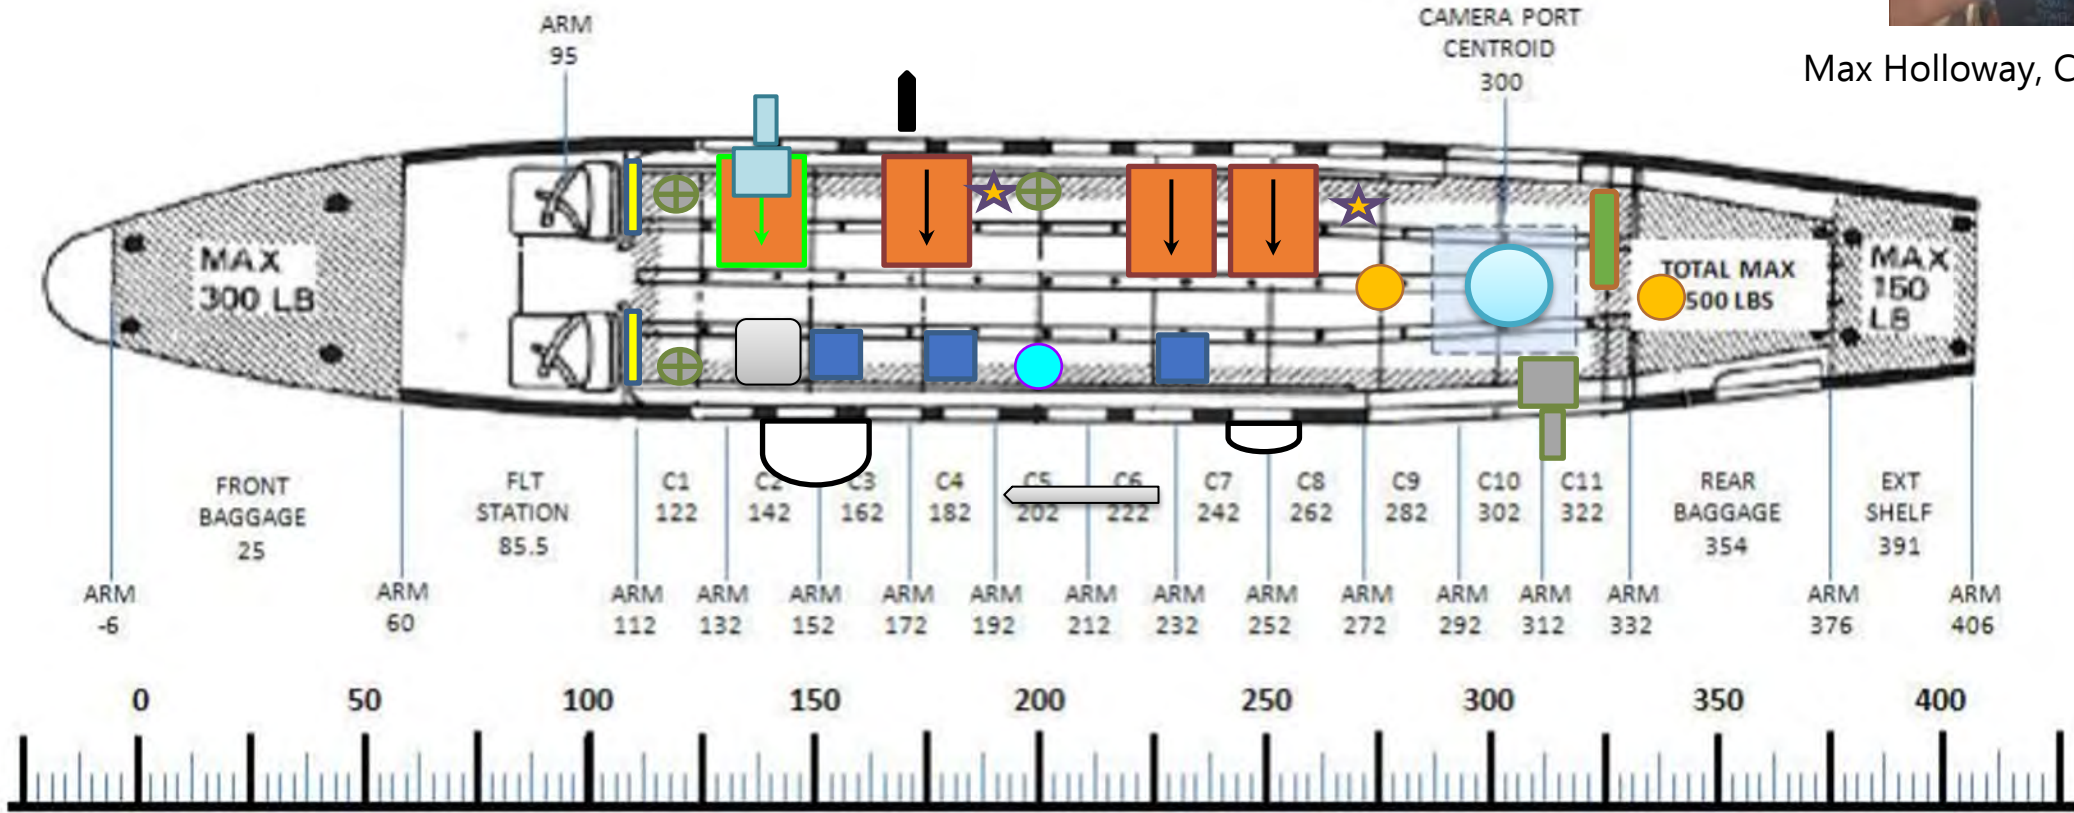 ARM
95
CAMERA PORT
CENTROID
300
Max Holloway, C
MAX
300 LB
TOTAL MAX
500 LBS
MAX
150
LB
FRONT
BAGGAGE
25
FLT
STATION
85.5
C1
122
C2
142
C3
162
C4
182
C5
202
C6
222
C7
242
C8
262
C9
282
C10
302
C11
322
REAR
BAGGAGE
354
EXT
SHELF
391
ARM
-6
ARM
60
ARM
112
ARM
132
ARM
152
ARM
172
ARM
192
ARM
212
ARM
232
ARM
252
ARM
272
ARM
292
ARM
312
ARM
332
ARM
376
ARM
406
0 50 100 150 200 250 300 350 400